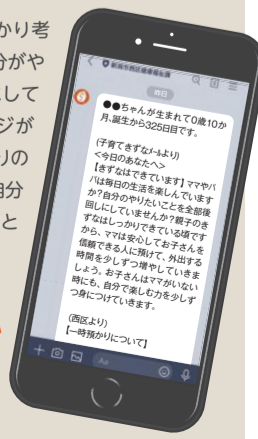 かり考
分がや
して
ジが
りの
自分
と
新潟市西区健康福祉課
昨日
●●ちゃんが生まれて0歳10か
月、誕生から325日目です。
(子育てきずなメールより)
<今日のあなたへ>
【きずなはできています】ママやパ
パは毎日の生活を楽しんでいます
か？自分のやりたいことを全部後
回しにしていませんか？親子のき
ずなはしっかりできている頃です
から、ママは安心してお子さんを
信頼できる人に預けて、外出する
時間を少しずつ増やしていきま
しょう。お子さんはママがいない
時にも、自分で楽しむ力を少しず
つ身につけていきます。
(西区より)
【一時預かりについて】
Aa